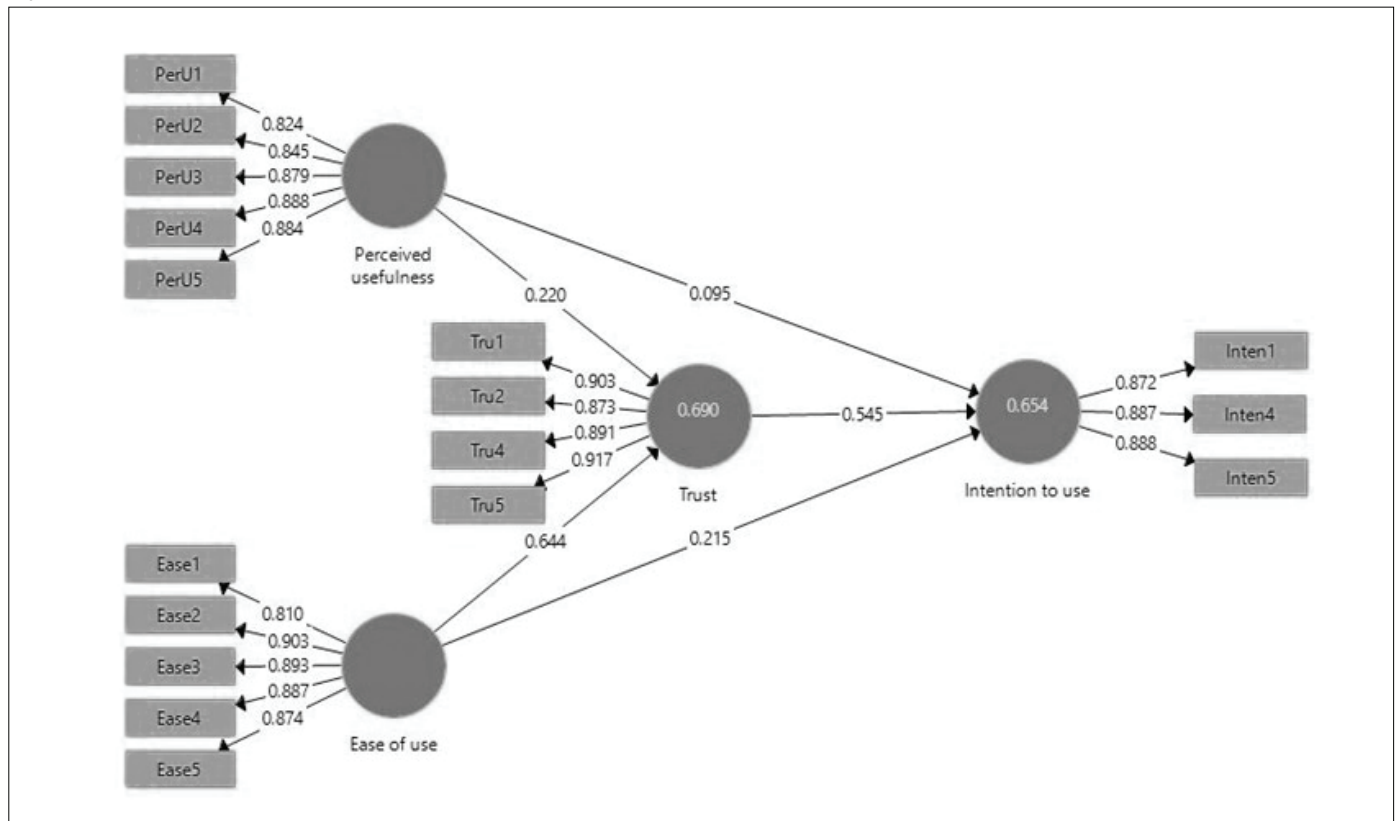 PerU1
PerU2
PerU3
PerU4
PerU5
0.824
0.845
0.879
0.888
0.884
Perceived
usefulness
0.220
0.095
Tru1
Tru2
Tru4
Tru5
0.903
0.873
0.891
0.917
0.690
Trust
0.545
0.654
Intention to use
0.872
0.887
0.888
Inten1
Inten4
Inten5
0.644
0.215
Ease1
Ease2
Ease3
Ease4
Ease5
0.810
0.903
0.893
0.887
0.874
Ease of use